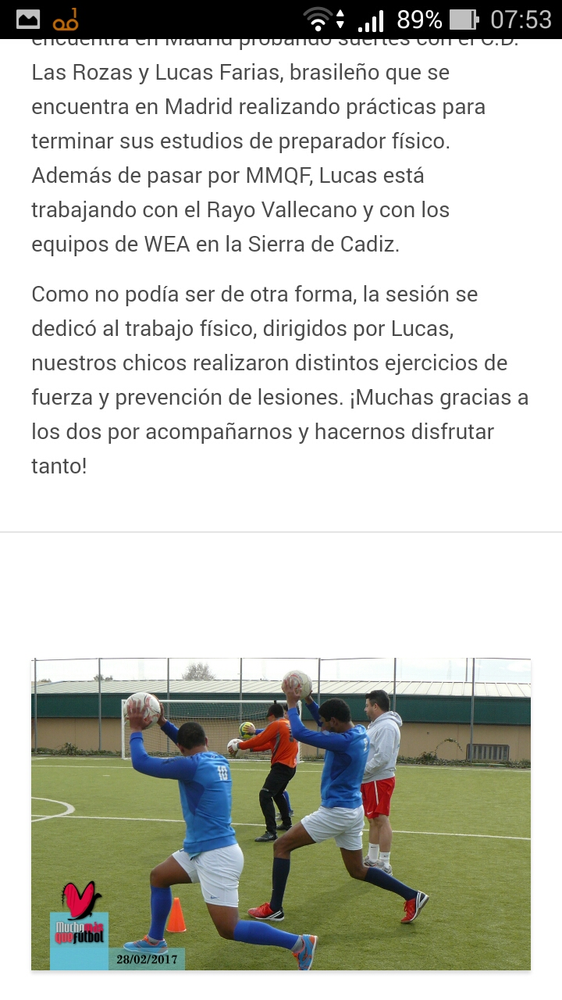 1
89%
07:53
encuentra en Madrid probando suertes con el C.D.
Las Rozas y Lucas Farias, brasileño que se
encuentra en Madrid realizando prácticas para
terminar sus estudios de preparador físico.
Además de pasar por MMQF, Lucas está
trabajando con el Rayo Vallecano y con los
equipos de WEA en la Sierra de Cadiz.
Como no podía ser de otra forma, la sesión se
dedicó al trabajo físico, dirigidos por Lucas,
nuestros chicos realizaron distintos ejercicios de
fuerza y prevención de lesiones. ¡Muchas gracias a
los dos por acompañarnos y hacernos disfrutar
tanto!
10
Mucho más
que fútbol
28/02/2017